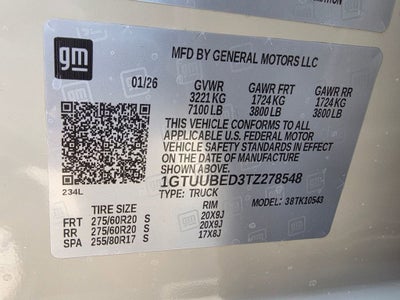 gm
MFD BY GENERAL MOTORS LLC
01/26 GVWR GAWR FRT GAWR RR
3221 KG 1724 KG 1724 KG
7100 LB 3800 LB 3800 LB
THIS VEHICLE CONFORMS TO ALL
APPLICABLE U.S. FEDERAL MOTOR
VEHICLE SAFETY STANDARDS IN EFFECT
ON THE DATE OF MANUFACTURE
SHOWN ABOVE.
1GTUUBED3TZ278548
234L TYPE: TRUCK MODEL: 38TK10543
TIRE SIZE RIM
FRT 275/60R20 S 20X9J
RR 275/60R20 S 20X9J
SPA 255/80R17 S 17X8J